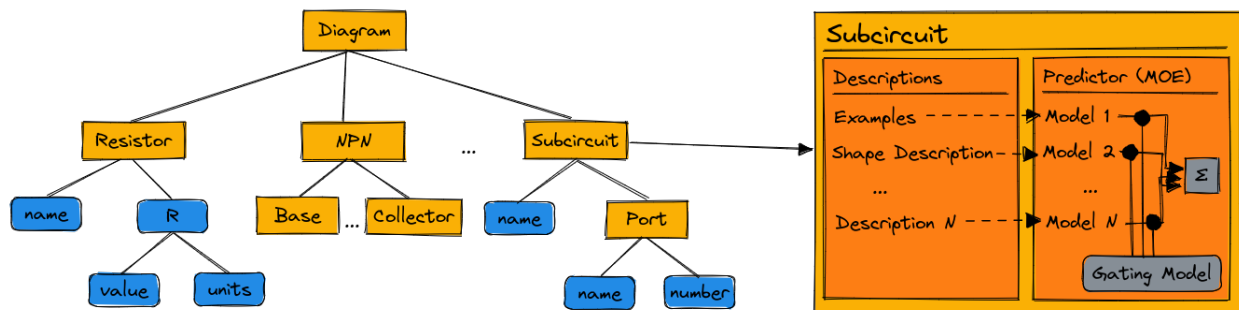 Diagram
Resistor
NPN
...
Subcircuit
name
R
Base
...
Collector
name
Port
value
units
name
number
Subcircuit
Descriptions
Examples
Shape Description
...
Description N
Predictor (MOE)
Model 1
Model 2
...
Model N
Σ
Gating Model